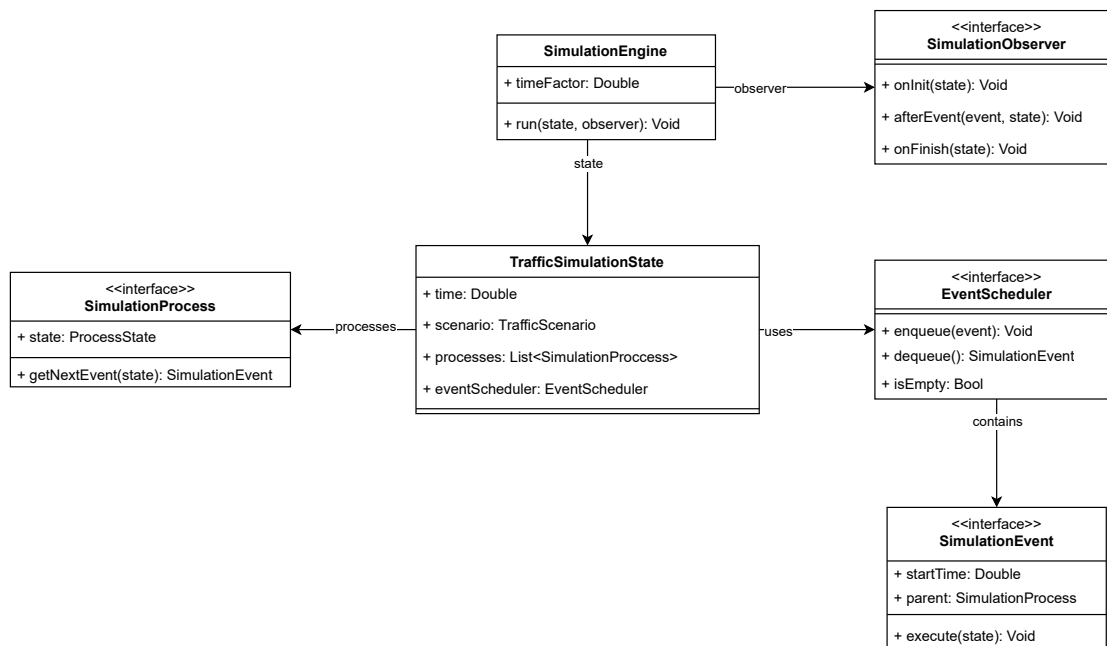 <<interface>>
SimulationObserver
+ onInit(state): Void
+ afterEvent(event, state): Void
+ onFinish(state): Void
SimulationEngine
+ timeFactor: Double
+ run(state, observer): Void
observer
state
TrafficSimulationState
+ time: Double
+ scenario: TrafficScenario
+ processes: List<SimulationProccess>
+ eventScheduler: EventScheduler
<<interface>>
SimulationProcess
+ state: ProcessState
+ getNextEvent(state): SimulationEvent
processes
uses
<<interface>>
EventScheduler
+ enqueue(event): Void
+ dequeue(): SimulationEvent
+ isEmpty: Bool
contains
<<interface>>
SimulationEvent
+ startTime: Double
+ parent: SimulationProcess
+ execute(state): Void